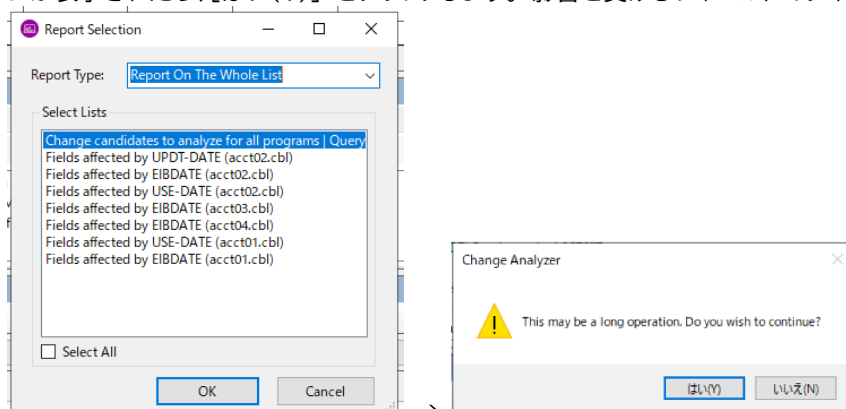 Report Selection
Report Type:
Report On The Whole List
Select Lists
Change candidates to analyze for all programs | Query
Fields affected by UPDT-DATE (acct02.cbl)
Fields affected by EIBDATE (acct02.cbl)
Fields affected by USE-DATE (acct02.cbl)
Fields affected by EIBDATE (acct03.cbl)
Fields affected by EIBDATE (acct04.cbl)
Fields affected by USE-DATE (acct01.cbl)
Fields affected by EIBDATE (acct01.cbl)
Select All
OK
Cancel
Change Analyzer
This may be a long operation. Do you wish to continue?
はい(Y)
いいえ(N)